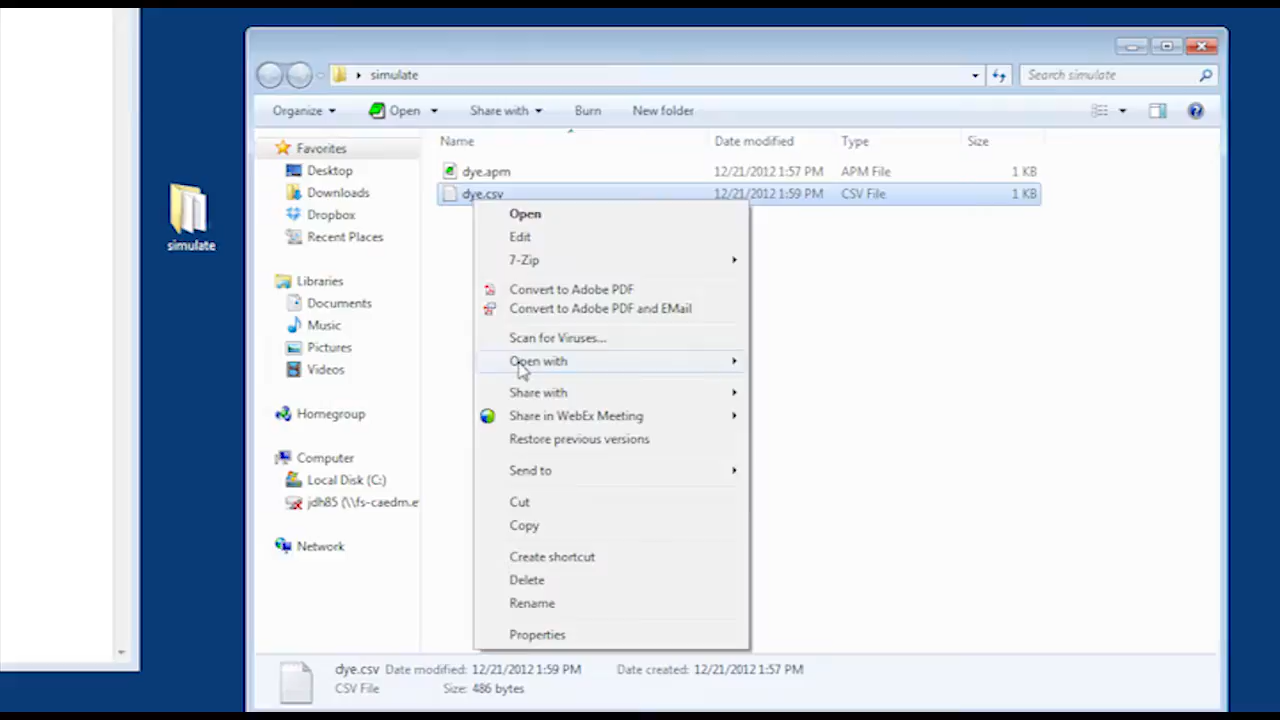 simulate
Search simulate
Organize
Open
Share with
Burn
New folder
Name
Date modified
Type
Size
Favorites
Desktop
Downloads
Dropbox
Recent Places
Libraries
Documents
Music
Pictures
Videos
Homegroup
Computer
Local Disk (C:)
jdh85 (\\fs-caedm.e
Network
dye.apm 12/21/2012 1:57 PM APM File 1 KB
dye.csv 12/21/2012 1:59 PM CSV File 1 KB
Open
Edit
7-Zip
Convert to Adobe PDF
Convert to Adobe PDF and EMail
Scan for Viruses...
Open with
Share with
Share in WebEx Meeting
Restore previous versions
Send to
Cut
Copy
Create shortcut
Delete
Rename
Properties
simulate
dye.csv Date modified: 12/21/2012 1:59 PM Date created: 12/21/2012 1:57 PM
CSV File Size: 486 bytes